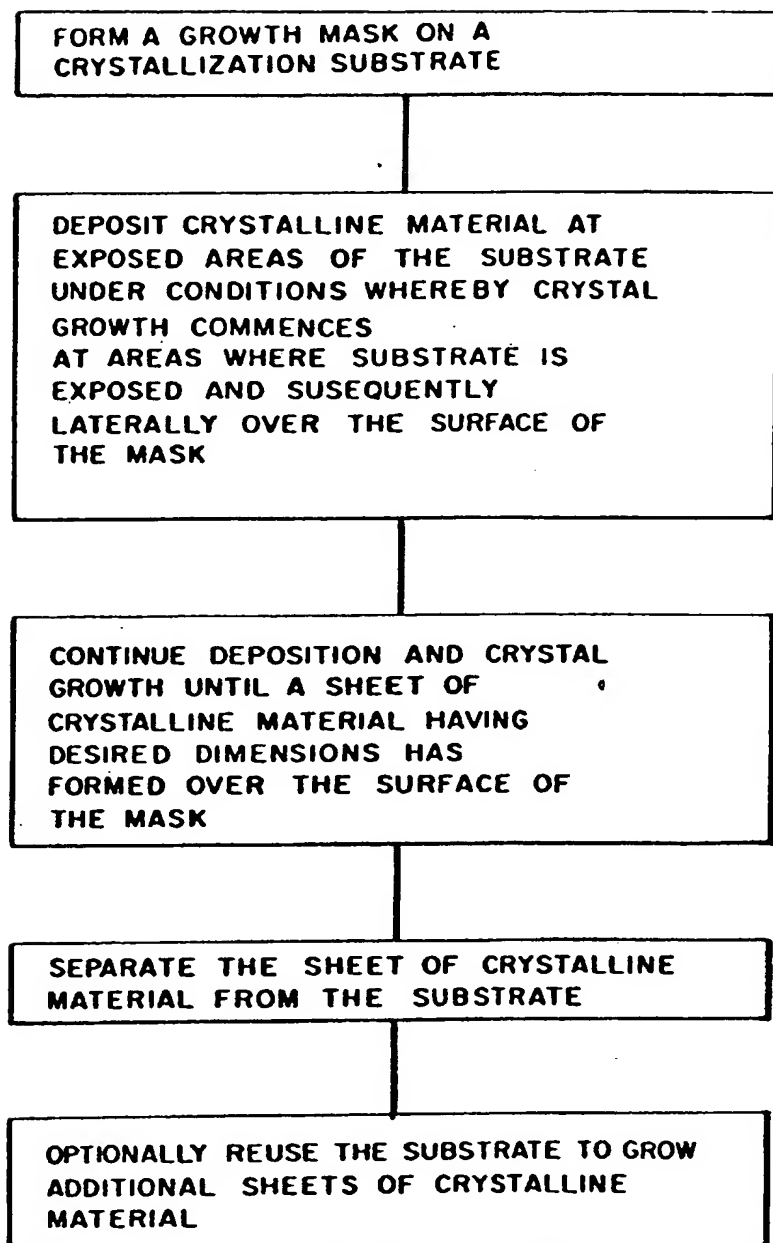 FORM A GROWTH MASK ON A
CRYSTALLIZATION SUBSTRATE
DEPOSIT CRYSTALLINE MATERIAL AT
EXPOSED AREAS OF THE SUBSTRATE
UNDER CONDITIONS WHEREBY CRYSTAL
GROWTH COMMENCES
AT AREAS WHERE SUBSTRATE IS
EXPOSED AND SUSEQUENTLY
LATERALLY OVER THE SURFACE OF
THE MASK
CONTINUE DEPOSITION AND CRYSTAL
GROWTH UNTIL A SHEET OF
CRYSTALLINE MATERIAL HAVING
DESIRED DIMENSIONS HAS
FORMED OVER THE SURFACE OF
THE MASK
SEPARATE THE SHEET OF CRYSTALLINE
MATERIAL FROM THE SUBSTRATE
OPTIONALLY REUSE THE SUBSTRATE TO GROW
ADDITIONAL SHEETS OF CRYSTALLINE
MATERIAL